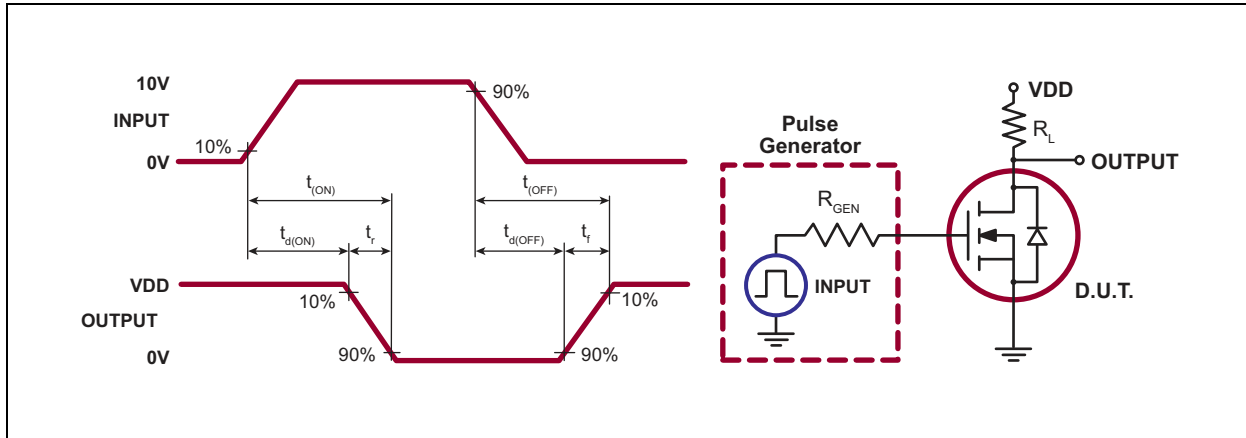 10V
INPUT
0V
10%
90%
t(ON)
t(OFF)
td(ON)
tr
td(OFF)
tf
VDD
OUTPUT
0V
10%
90%
90%
10%
Pulse
Generator
RGEN
INPUT
VDD
RL
OUTPUT
D.U.T.